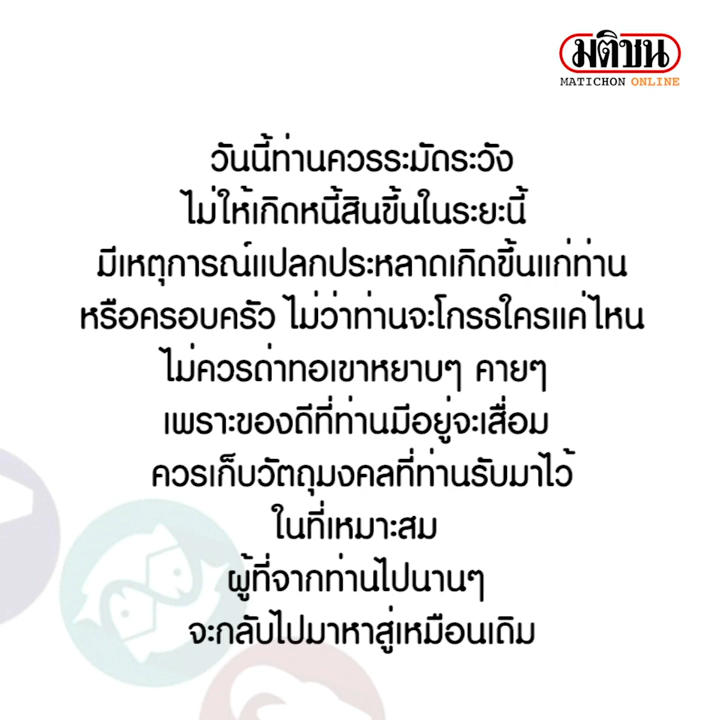 มติชน
MATICHON ONLINE
วันนี้ท่านควรระมัดระวัง
ไม่ให้เกิดหนี้สินขึ้นในระยะนี้
มีเหตุการณ์แปลกประหลาดเกิดขึ้นแก่ท่าน
หรือครอบครัว ไม่ว่าท่านจะโกรธใครแค่ไหน
ไม่ควรด่าทอเขาหยาบๆ คายๆ
เพราะของดีที่ท่านมีอยู่จะเสื่อม
ควรเก็บวัตถุมงคลที่ท่านรับมาไว้
ในที่เหมาะสม
ผู้ที่จากท่านไปนานๆ
จะกลับไปมาหาสู่เหมือนเดิม